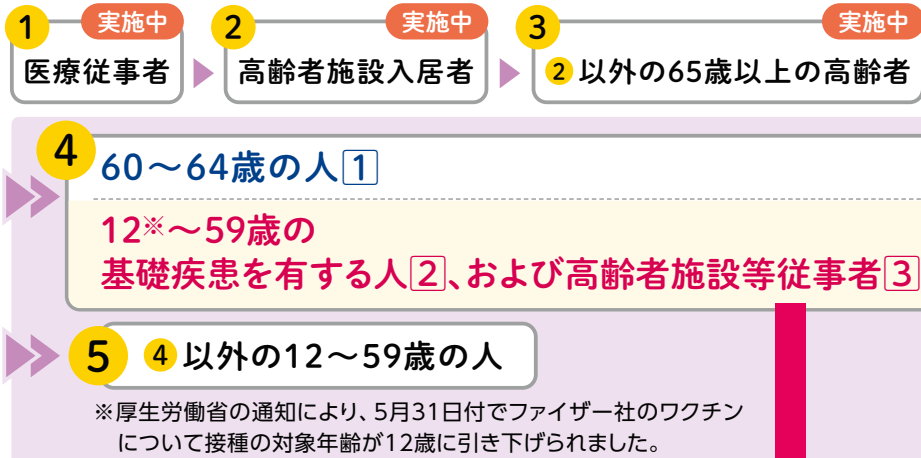 1 実施中
医療従事者
2 実施中
高齢者施設入居者
3 実施中
2以外の65歳以上の高齢者
4
60～64歳の人1
12※～59歳の
基礎疾患を有する人2、および高齢者施設等従事者3
5 4以外の12～59歳の人
※厚生労働省の通知により、5月31日付でファイザー社のワクチン
について接種の対象年齢が12歳に引き下げられました。